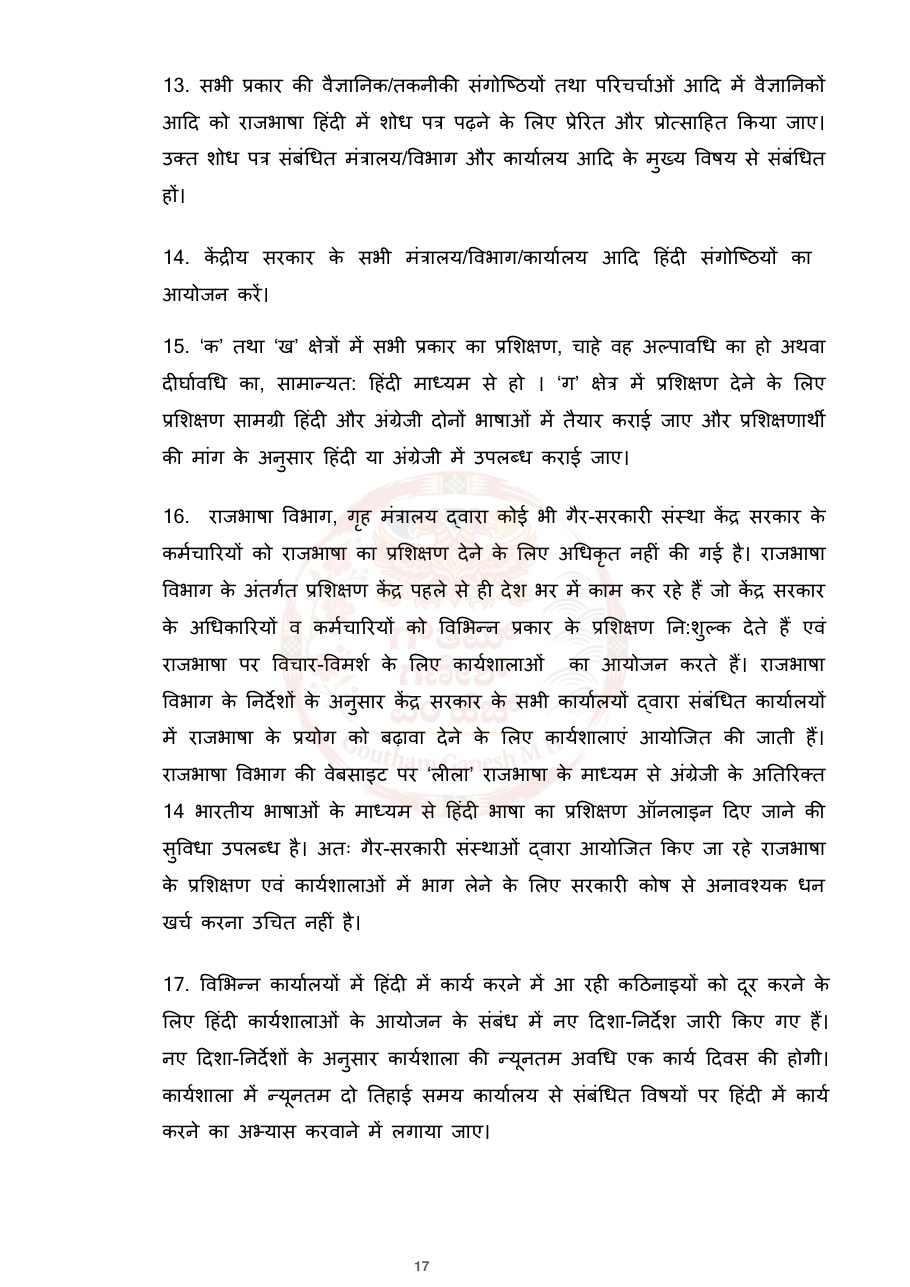 13. सभी प्रकार की वैज्ञानिक/तकनीकी संगोष्ठियों तथा परिचर्चाओं आदि में वैज्ञानिकों
आदि को राजभाषा हिंदी में शोध पत्र पढ़ने के लिए प्रेरित और प्रोत्साहित किया जाए।
उक्त शोध पत्र संबंधित मंत्रालय/विभाग और कार्यालय आदि के मुख्य विषय से संबंधित
हों।
14. केंद्रीय सरकार के सभी मंत्रालय/विभाग/कार्यालय आदि हिंदी संगोष्ठियों का
आयोजन करें।
15. ‘क’ तथा ‘ख’ क्षेत्रों में सभी प्रकार का प्रशिक्षण, चाहे वह अल्पावधि का हो अथवा
दीर्घावधि का, सामान्यत: हिंदी माध्यम से हो । ‘ग’ क्षेत्र में प्रशिक्षण देने के लिए
प्रशिक्षण सामग्री हिंदी और अंग्रेजी दोनों भाषाओं में तैयार कराई जाए और प्रशिक्षणार्थी
की मांग के अनुसार हिंदी या अंग्रेजी में उपलब्ध कराई जाए।
16. राजभाषा विभाग, गृह मंत्रालय द्वारा कोई भी गैर-सरकारी संस्था केंद्र सरकार के
कर्मचारियों को राजभाषा का प्रशिक्षण देने के लिए अधिकृत नहीं की गई है। राजभाषा
विभाग के अंतर्गत प्रशिक्षण केंद्र पहले से ही देश भर में काम कर रहे हैं जो केंद्र सरकार
के अधिकारियों व कर्मचारियों को विभिन्न प्रकार के प्रशिक्षण नि:शुल्क देते हैं एवं
राजभाषा पर विचार-विमर्श के लिए कार्यशालाओं का आयोजन करते हैं। राजभाषा
विभाग के निर्देशों के अनुसार केंद्र सरकार के सभी कार्यालयों द्वारा संबंधित कार्यालयों
में राजभाषा के प्रयोग को बढ़ावा देने के लिए कार्यशालाएं आयोजित की जाती हैं।
राजभाषा विभाग की वेबसाइट पर ‘लीला’ राजभाषा के माध्यम से अंग्रेजी के अतिरिक्त
14 भारतीय भाषाओं के माध्यम से हिंदी भाषा का प्रशिक्षण ऑनलाइन दिए जाने की
सुविधा उपलब्ध है। अतः गैर-सरकारी संस्थाओं द्वारा आयोजित किए जा रहे राजभाषा
के प्रशिक्षण एवं कार्यशालाओं में भाग लेने के लिए सरकारी कोष से अनावश्यक धन
खर्च करना उचित नहीं है।
17. विभिन्न कार्यालयों में हिंदी में कार्य करने में आ रही कठिनाइयों को दूर करने के
लिए हिंदी कार्यशालाओं के आयोजन के संबंध में नए दिशा-निर्देश जारी किए गए हैं।
नए दिशा-निर्देशों के अनुसार कार्यशाला की न्यूनतम अवधि एक कार्य दिवस की होगी।
कार्यशाला में न्यूनतम दो तिहाई समय कार्यालय से संबंधित विषयों पर हिंदी में कार्य
करने का अभ्यास करवाने में लगाया जाए।
ಗೌತಮ್
ಗಣೇಶ್
ಎಂ ಹೆಚ್
Goutham Ganesh M H
17